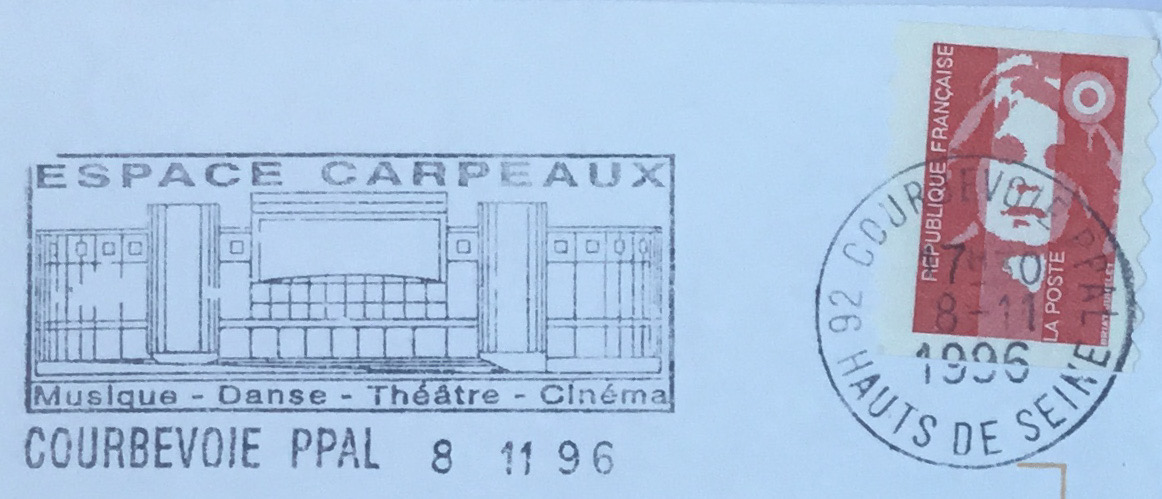 ESPACE CARPEAUX
Musique - Danse - Théâtre - Cinéma
COURBEVOIE PPAL 8 11 96
RÉPUBLIQUE FRANÇAISE
LA POSTE
92 COURBEVOIE PPAL
8-11
1996
HAUTS DE SEINE